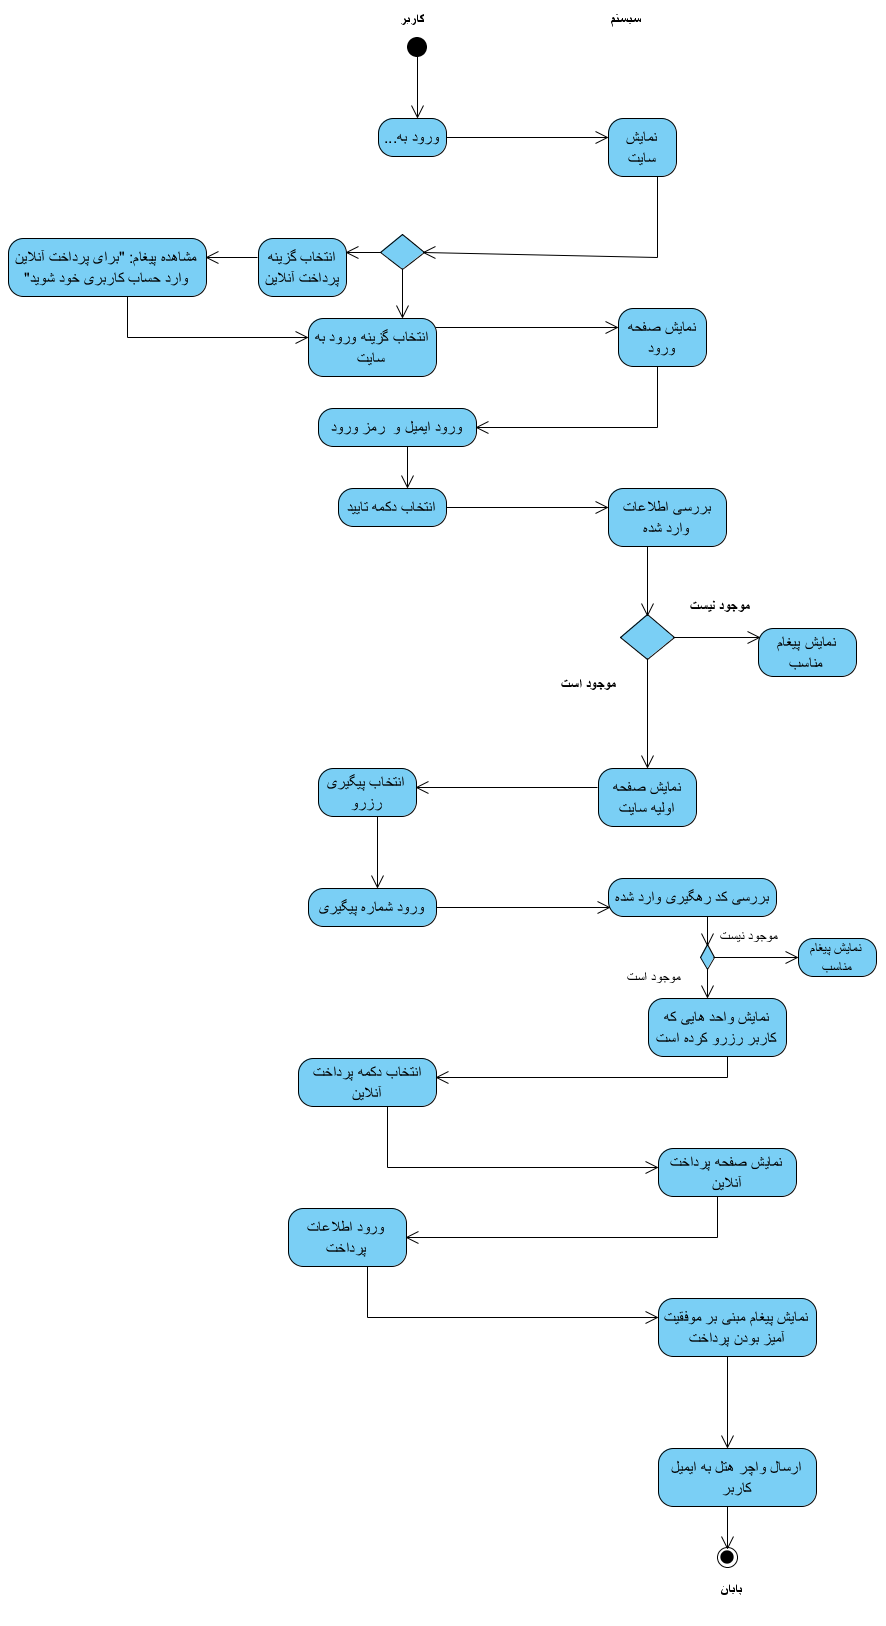 کاربر
سیستم
ورود به...
نمایش
سایت
انتخاب گزینه
پرداخت آنلاین
مشاهده پیغام: "برای پرداخت آنلاین
وارد حساب کاربری خود شوید"
انتخاب گزینه ورود به
سایت
نمایش صفحه
ورود
ورود ایمیل و رمز ورود
انتخاب دکمه تایید
بررسی اطلاعات
وارد شده
موجود نیست
نمایش پیغام
مناسب
موجود است
نمایش صفحه
اولیه سایت
انتخاب پیگیری
رزرو
ورود شماره پیگیری
بررسی کد رهگیری وارد شده
موجود نیست
نمایش پیغام
مناسب
موجود است
نمایش واحد هایی که
کاربر رزرو کرده است
انتخاب دکمه پرداخت
آنلاین
نمایش صفحه پرداخت
آنلاین
ورود اطلاعات
پرداخت
نمایش پیغام مبنی بر موفقیت
آمیز بودن پرداخت
ارسال واچر هتل به ایمیل
کاربر
پایان